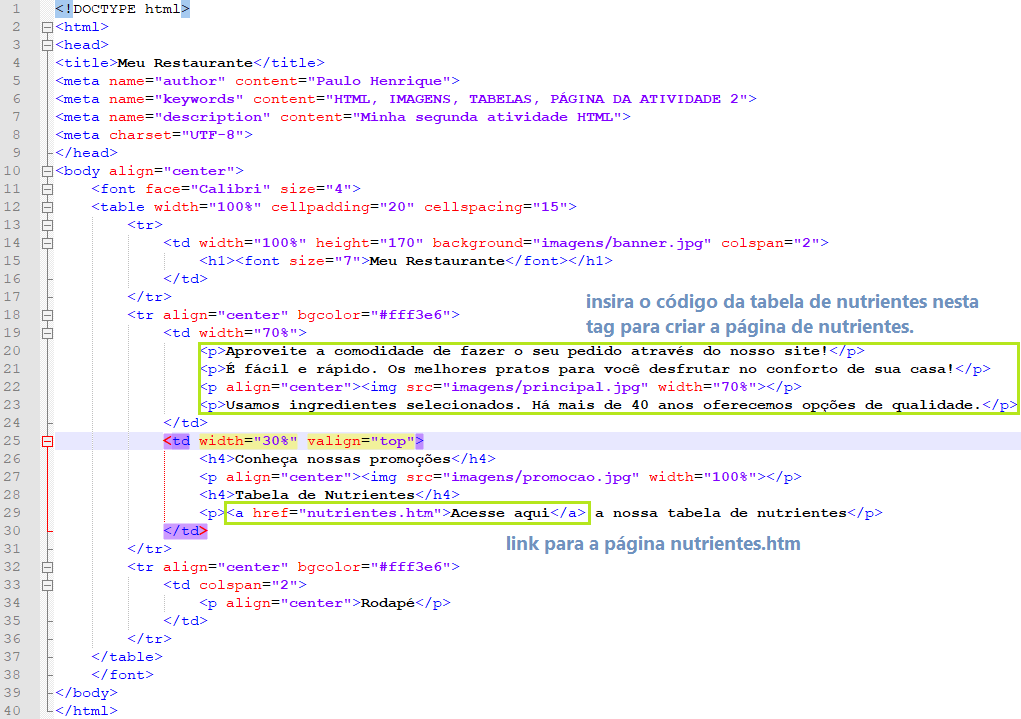 1 <!DOCTYPE html>
2 <html>
3 <head>
4 <title>Meu Restaurante</title>
5 <meta name="author" content="Paulo Henrique">
6 <meta name="keywords" content="HTML, IMAGENS, TABELAS, PÁGINA DA ATIVIDADE 2">
7 <meta name="description" content="Minha segunda atividade HTML">
8 <meta charset="UTF-8">
9 </head>
10 <body align="center">
11 <font face="Calibri" size="4">
12 <table width="100%" cellpadding="20" cellspacing="15">
13 <tr>
14 <td width="100%" height="170" background="imagens/banner.jpg" colspan="2">
15 <h1><font size="7">Meu Restaurante</font></h1>
16 </td>
17 </tr>
insira o código da tabela de nutrientes nesta
18 <tr align="center" bgcolor="#fff3e6">
tag para criar a página de nutrientes.
19 <td width="70%">
20 <p>Aproveite a comodidade de fazer o seu pedido através do nosso site!</p>
21 <p>É fácil e rápido. Os melhores pratos para você desfrutar no conforto de sua casa!</p>
22 <p align="center"><img src="imagens/principal.jpg" width="70%"></p>
23 <p>Usamos ingredientes selecionados. Há mais de 40 anos oferecemos opções de qualidade.</p>
24 </td>
25 <td width="30%" valign="top">
26 <h4>Conheça nossas promoções</h4>
27 <p align="center"><img src="imagens/promocao.jpg" width="100%"></p>
28 <h4>Tabela de Nutrientes</h4>
29 <p><a href="nutrientes.htm">Acesse aqui</a> a nossa tabela de nutrientes</p>
30 </td>
link para a página nutrientes.htm
31 </tr>
32 <tr align="center" bgcolor="#fff3e6">
33 <td colspan="2">
34 <p align="center">Rodapé</p>
35 </td>
36 </tr>
37 </table>
38 </font>
39 </body>
40 </html>